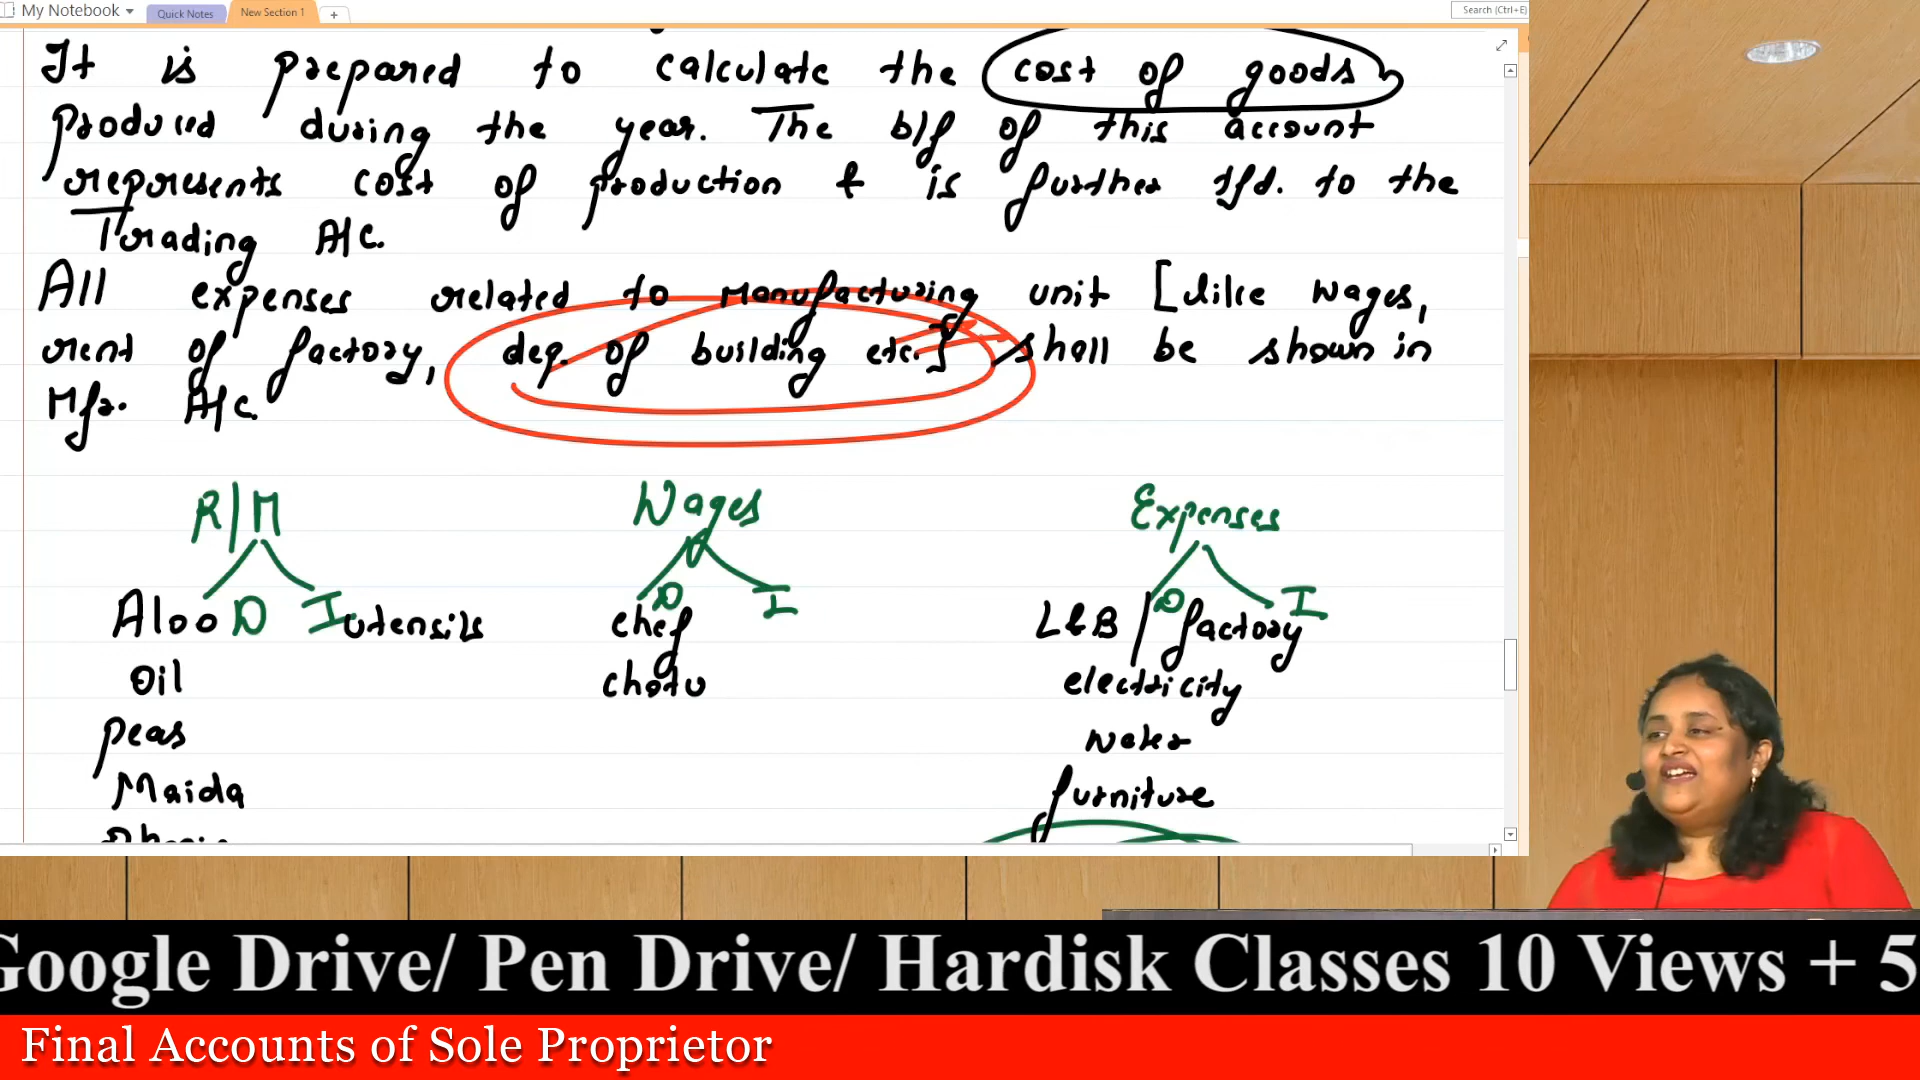 My Notebook
Quick Notes
New Section 1
+
Search (Ctrl+E)
It is prepared to calculate the cost of goods
produced during the year. The b/f of this account
represents cost of production & is further tfd. to the
Trading A/c.
All expenses related to Manufacturing unit [like wages,
rent of factory, dep. of building etc.} shall be shown in
Mfr. A/c.
R/M Wages Expenses
D I D I D I
Aloo utensils chef L&B / factory
Oil chotu electricity
peas water
Maida furniture
Google Drive/ Pen Drive/ Hardisk Classes 10 Views + 5
Final Accounts of Sole Proprietor